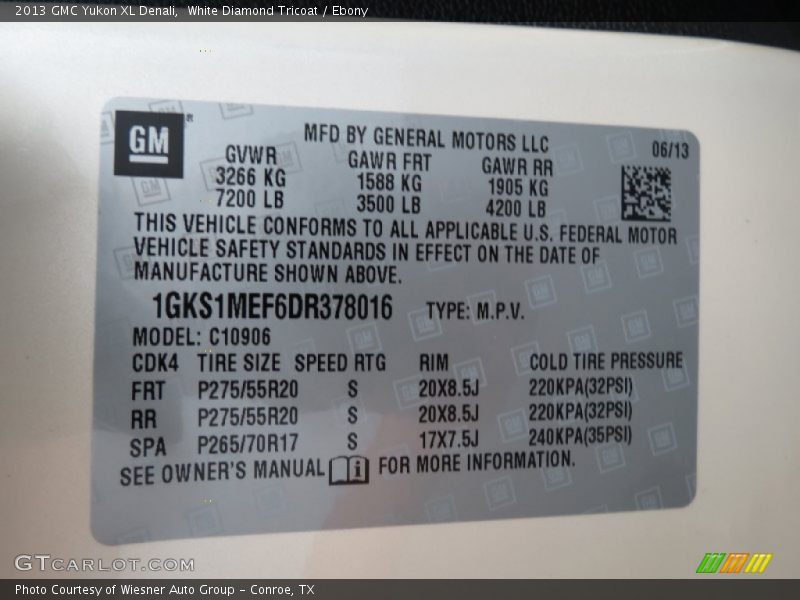 2013 GMC Yukon XL Denali, White Diamond Tricoat / Ebony
GM ®
MFD BY GENERAL MOTORS LLC
06/13
GVWR GAWR FRT GAWR RR
3266 KG 1588 KG 1905 KG
7200 LB 3500 LB 4200 LB
THIS VEHICLE CONFORMS TO ALL APPLICABLE U.S. FEDERAL MOTOR
VEHICLE SAFETY STANDARDS IN EFFECT ON THE DATE OF
MANUFACTURE SHOWN ABOVE.
1GKS1MEF6DR378016 TYPE: M.P.V.
MODEL: C10906
CDK4 TIRE SIZE SPEED RTG RIM COLD TIRE PRESSURE
FRT P275/55R20 S 20X8.5J 220KPA(32PSI)
RR P275/55R20 S 20X8.5J 220KPA(32PSI)
SPA P265/70R17 S 17X7.5J 240KPA(35PSI)
SEE OWNER'S MANUAL i FOR MORE INFORMATION.
GTCARLOT.COM
Photo Courtesy of Wiesner Auto Group - Conroe, TX